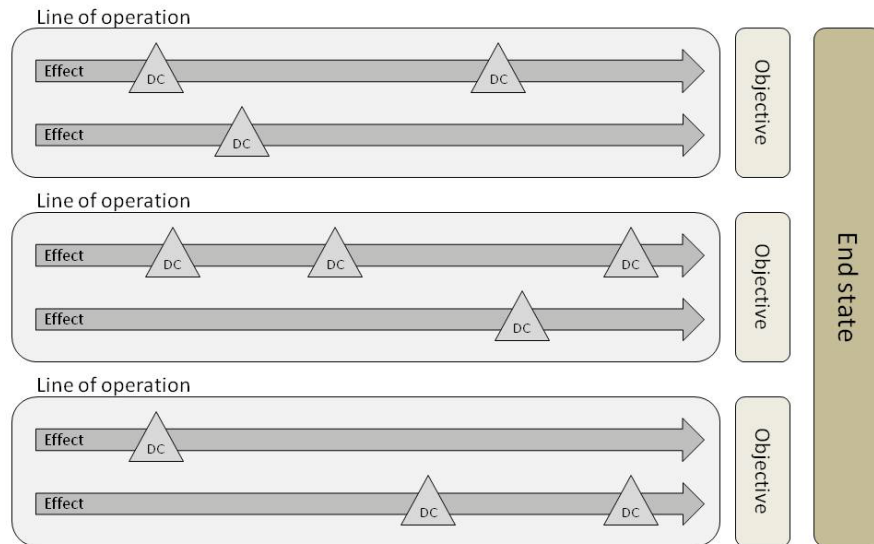 Line of operation
Effect
DC
DC
Effect
DC
Objective
Line of operation
Effect
DC
DC
DC
Effect
DC
Objective
Line of operation
Effect
DC
Effect
DC
DC
Objective
End state